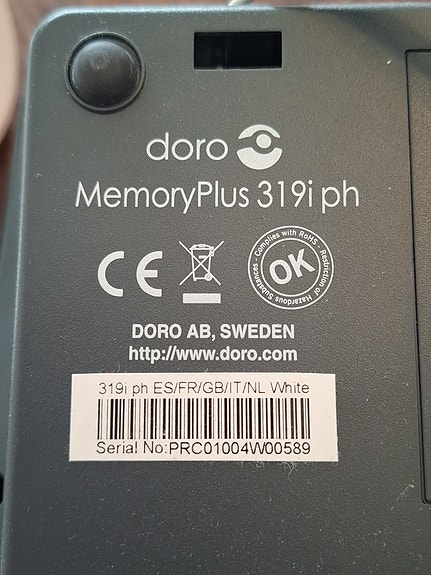 doro
MemoryPlus 319i ph
CE
Complies with RoHS - Restriction of Hazardous Substances -
OK
DORO AB, SWEDEN
http://www.doro.com
319i ph ES/FR/GB/IT/NL White
Serial No:PRC01004W00589